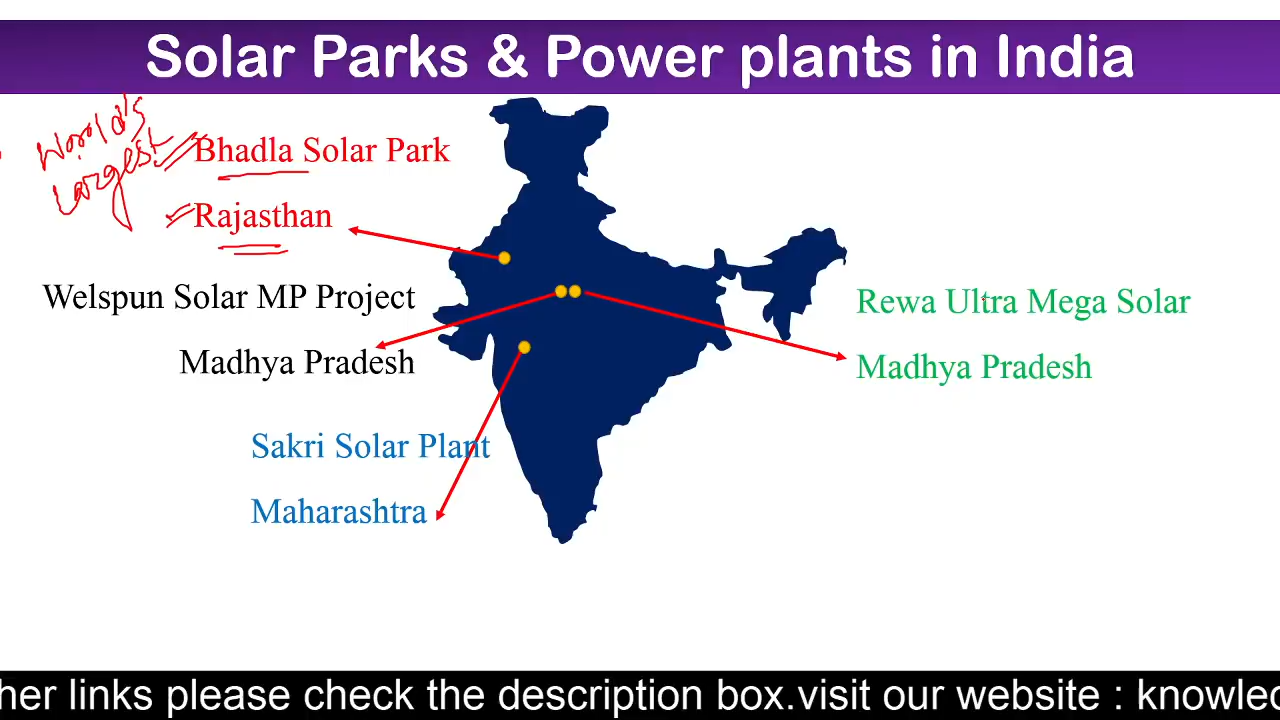 Solar Parks & Power plants in India
World's
Largest
Bhadla Solar Park
Rajasthan
Welspun Solar MP Project
Madhya Pradesh
Rewa Ultra Mega Solar
Madhya Pradesh
Sakri Solar Plant
Maharashtra
her links please check the description box.visit our website : knowled